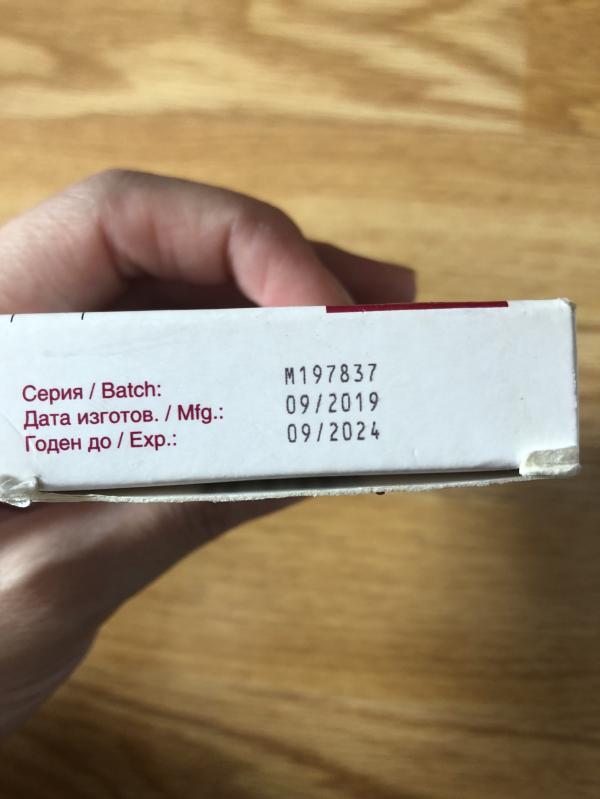 Серия / Batch: M197837
Дата изготов. / Mfg.: 09/2019
Годен до / Exp.: 09/2024